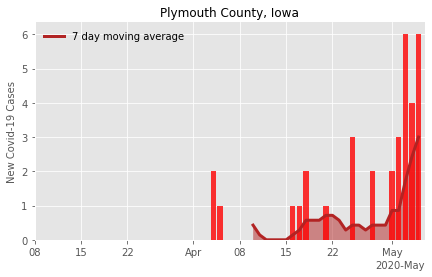 Plymouth County, Iowa
7 day moving average
New Covid-19 Cases
6
5
4
3
2
1
0
08 15 22 Apr 08 15 22 May
2020-May